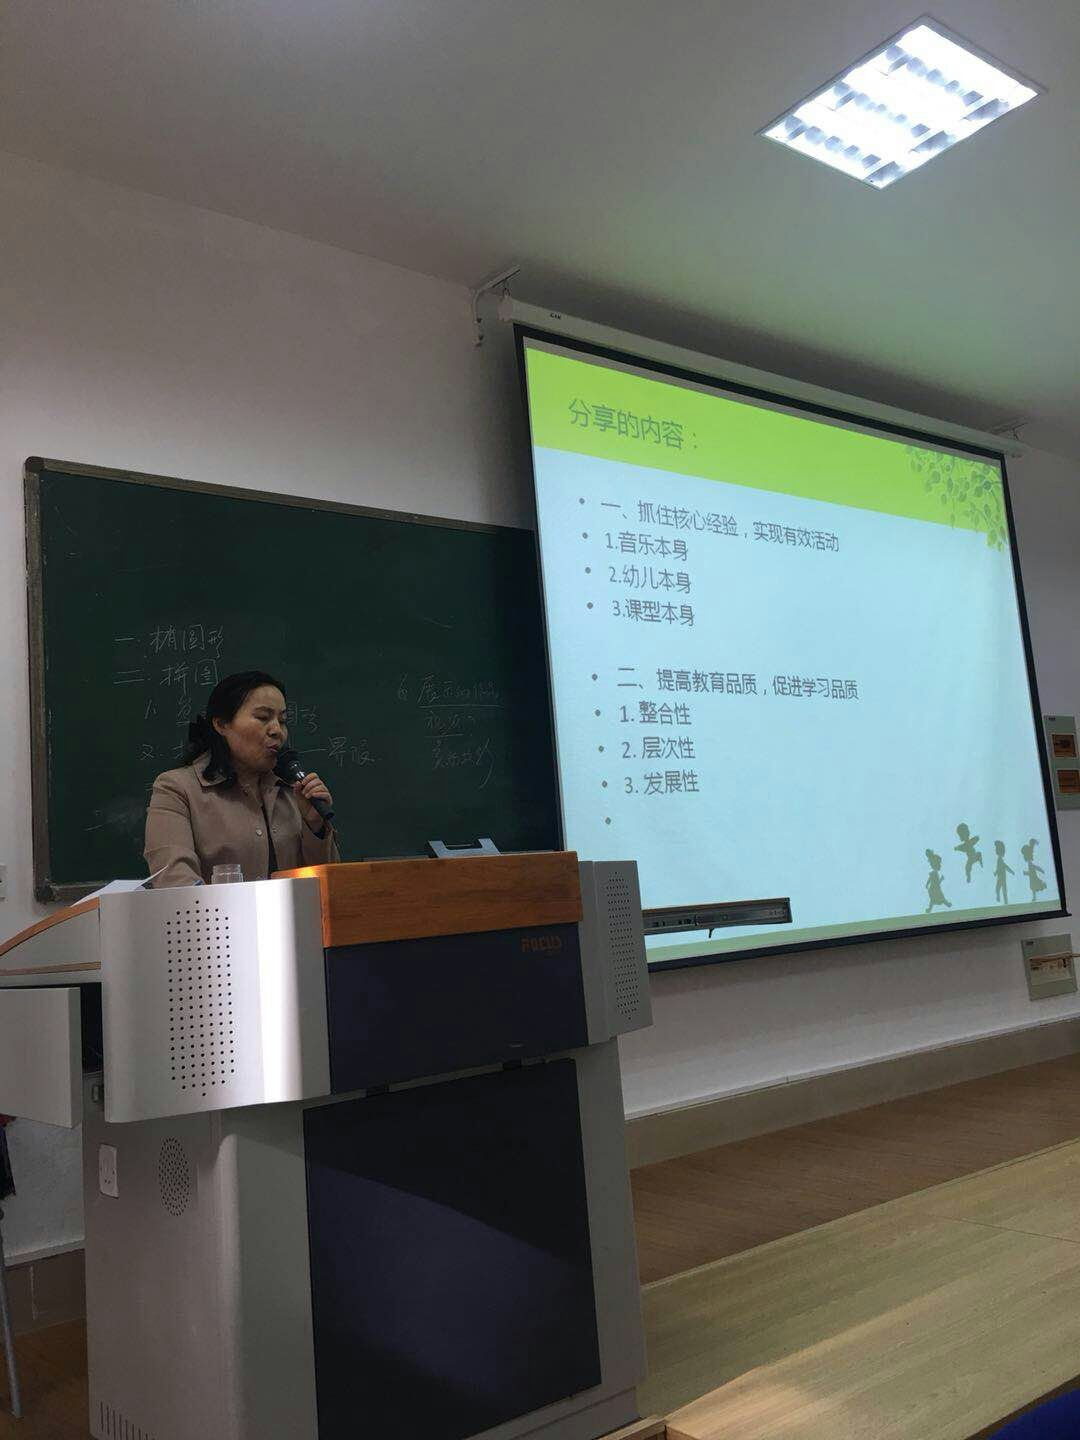 分享的内容：
一、抓住核心经验，实现有效活动
1.音乐本身
2.幼儿本身
3.课型本身
二、提高教育品质，促进学习品质
1. 整合性
2. 层次性
3. 发展性
一.椭圆形
二.拼图
界限
FOCUS